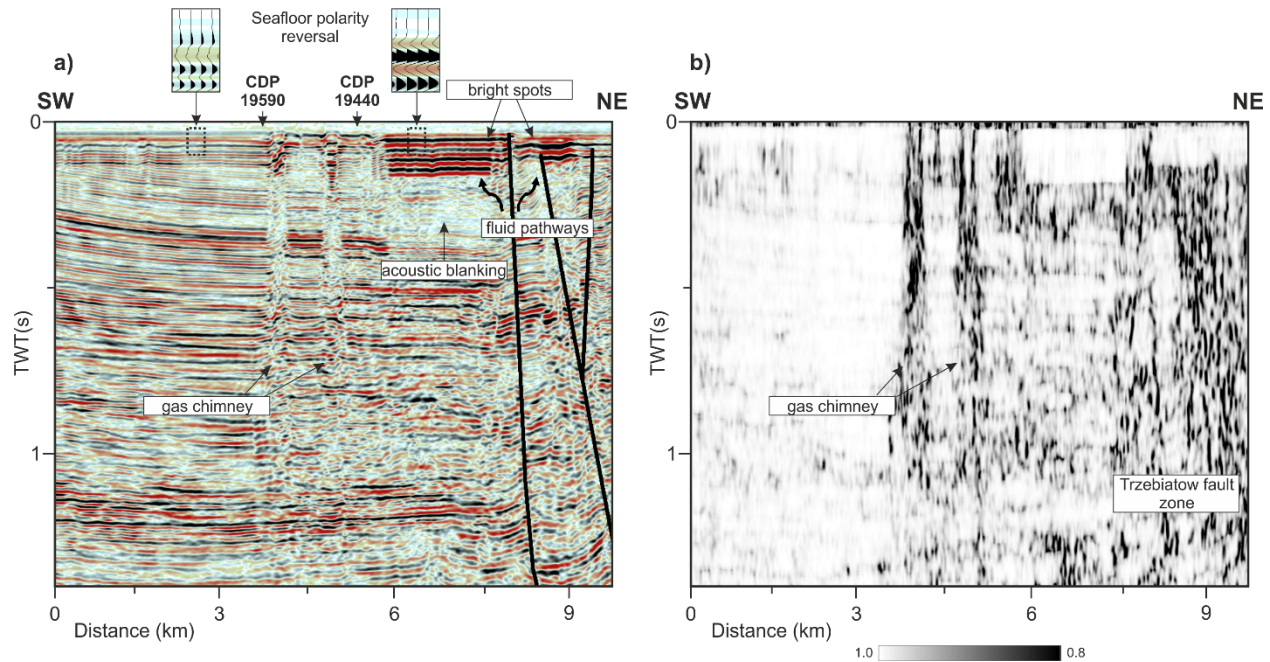 Seafloor polarity
reversal
a)
CDP
19590
CDP
19440
bright spots
SW
NE
0
1
TWT(s)
fluid pathways
acoustic blanking
gas chimney
0
3
6
9
Distance (km)
b)
SW
NE
0
1
TWT(s)
gas chimney
Trzebiatow fault
zone
0
3
6
9
Distance (km)
1.0
0.8